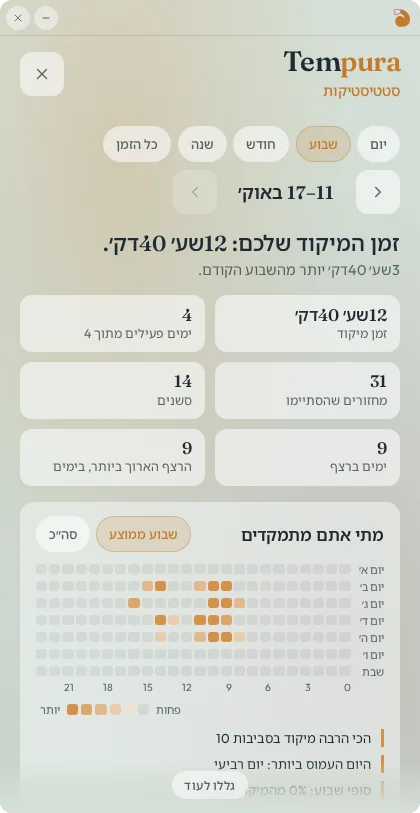 Tempura
סטטיסטיקות
יום
שבוע
חודש
שנה
כל הזמן
11–17 באוק׳
זמן המיקוד שלכם: 12שע׳ 40דק׳.
3שע׳ 40דק׳ יותר מהשבוע הקודם.
12שע׳ 40דק׳
זמן מיקוד
4
ימים פעילים מתוך 4
31
מחזורים שהסתיימו
14
סשנים
9
ימים ברצף
9
הרצף הארוך ביותר, בימים
מתי אתם מתמקדים
שבוע ממוצע
סה״כ
יום א׳
יום ב׳
יום ג׳
יום ד׳
יום ה׳
יום ו׳
שבת
0 3 6 9 12 15 18 21
פחות
יותר
הכי הרבה מיקוד בסביבות 10
היום העמוס ביותר: יום רביעי
סופי שבוע: 0% מהמיקוד
גללו לעוד